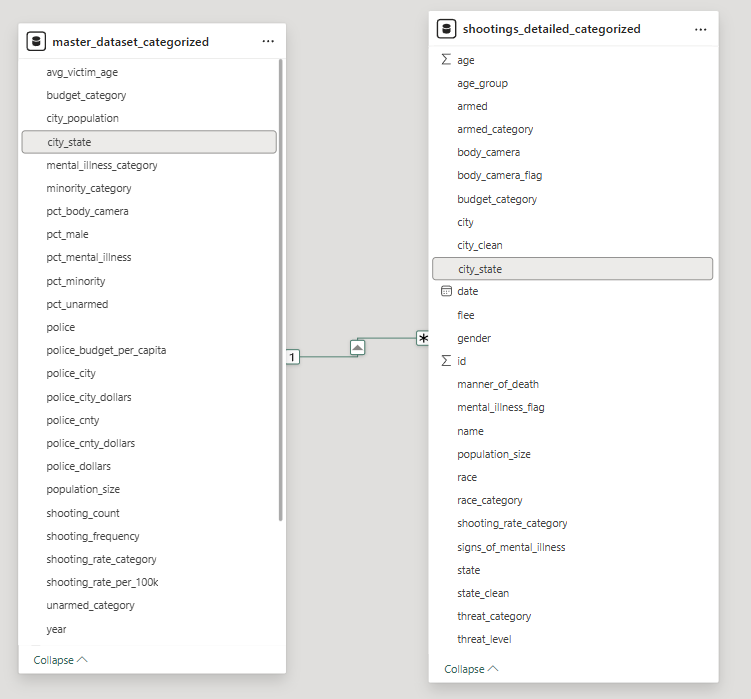 master_dataset_categorized
...
avg_victim_age
budget_category
city_population
city_state
mental_illness_category
minority_category
pct_body_camera
pct_male
pct_mental_illness
pct_minority
pct_unarmed
police
police_budget_per_capita
police_city
police_city_dollars
police_cnty
police_cnty_dollars
police_dollars
population_size
shooting_count
shooting_frequency
shooting_rate_category
shooting_rate_per_100k
unarmed_category
year
Collapse
1
*
shootings_detailed_categorized
...
Σ age
age_group
armed
armed_category
body_camera
body_camera_flag
budget_category
city
city_clean
city_state
date
flee
gender
Σ id
manner_of_death
mental_illness_flag
name
population_size
race
race_category
shooting_rate_category
signs_of_mental_illness
state
state_clean
threat_category
threat_level
Collapse